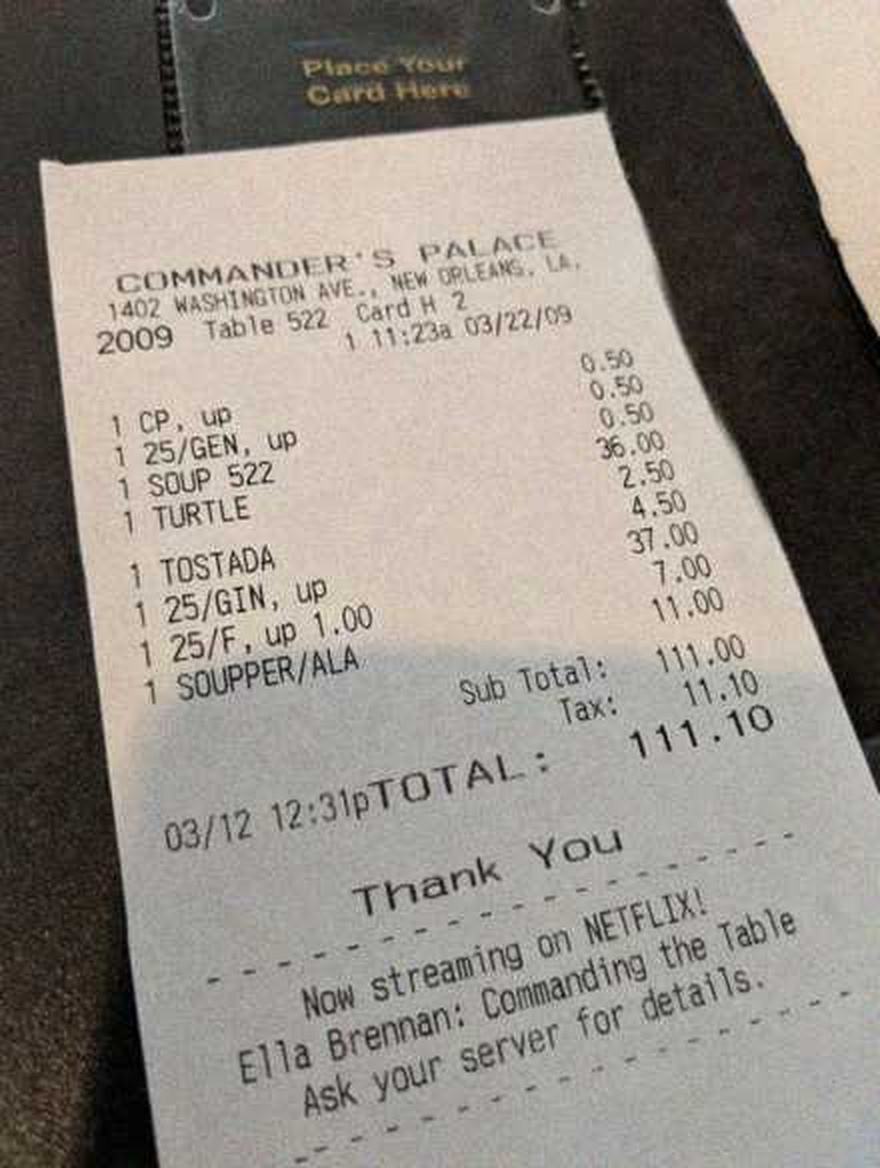 Place Your
Card Here
COMMANDER'S PALACE
1402 WASHINGTON AVE., NEW ORLEANS, LA,
2009 Table 522 Card H 2
1 11:23a 03/22/09
0.50
1 CP, up 0.50
1 25/GEN, up 0.50
1 SOUP 522 36.00
1 TURTLE 2.50
4.50
1 TOSTADA 37.00
1 25/GIN, up 7.00
1 25/F, up 1.00 11.00
1 SOUPPER/ALA
Sub Total: 111.00
Tax: 11.10
03/12 12:31pTOTAL: 111.10
Thank You
- - - - - - - - - - - - - - - - - -
Now streaming on NETFLIX!
Ella Brennan: Commanding the Table
Ask your server for details.
- - - - - - - - - - - - - - - - - -